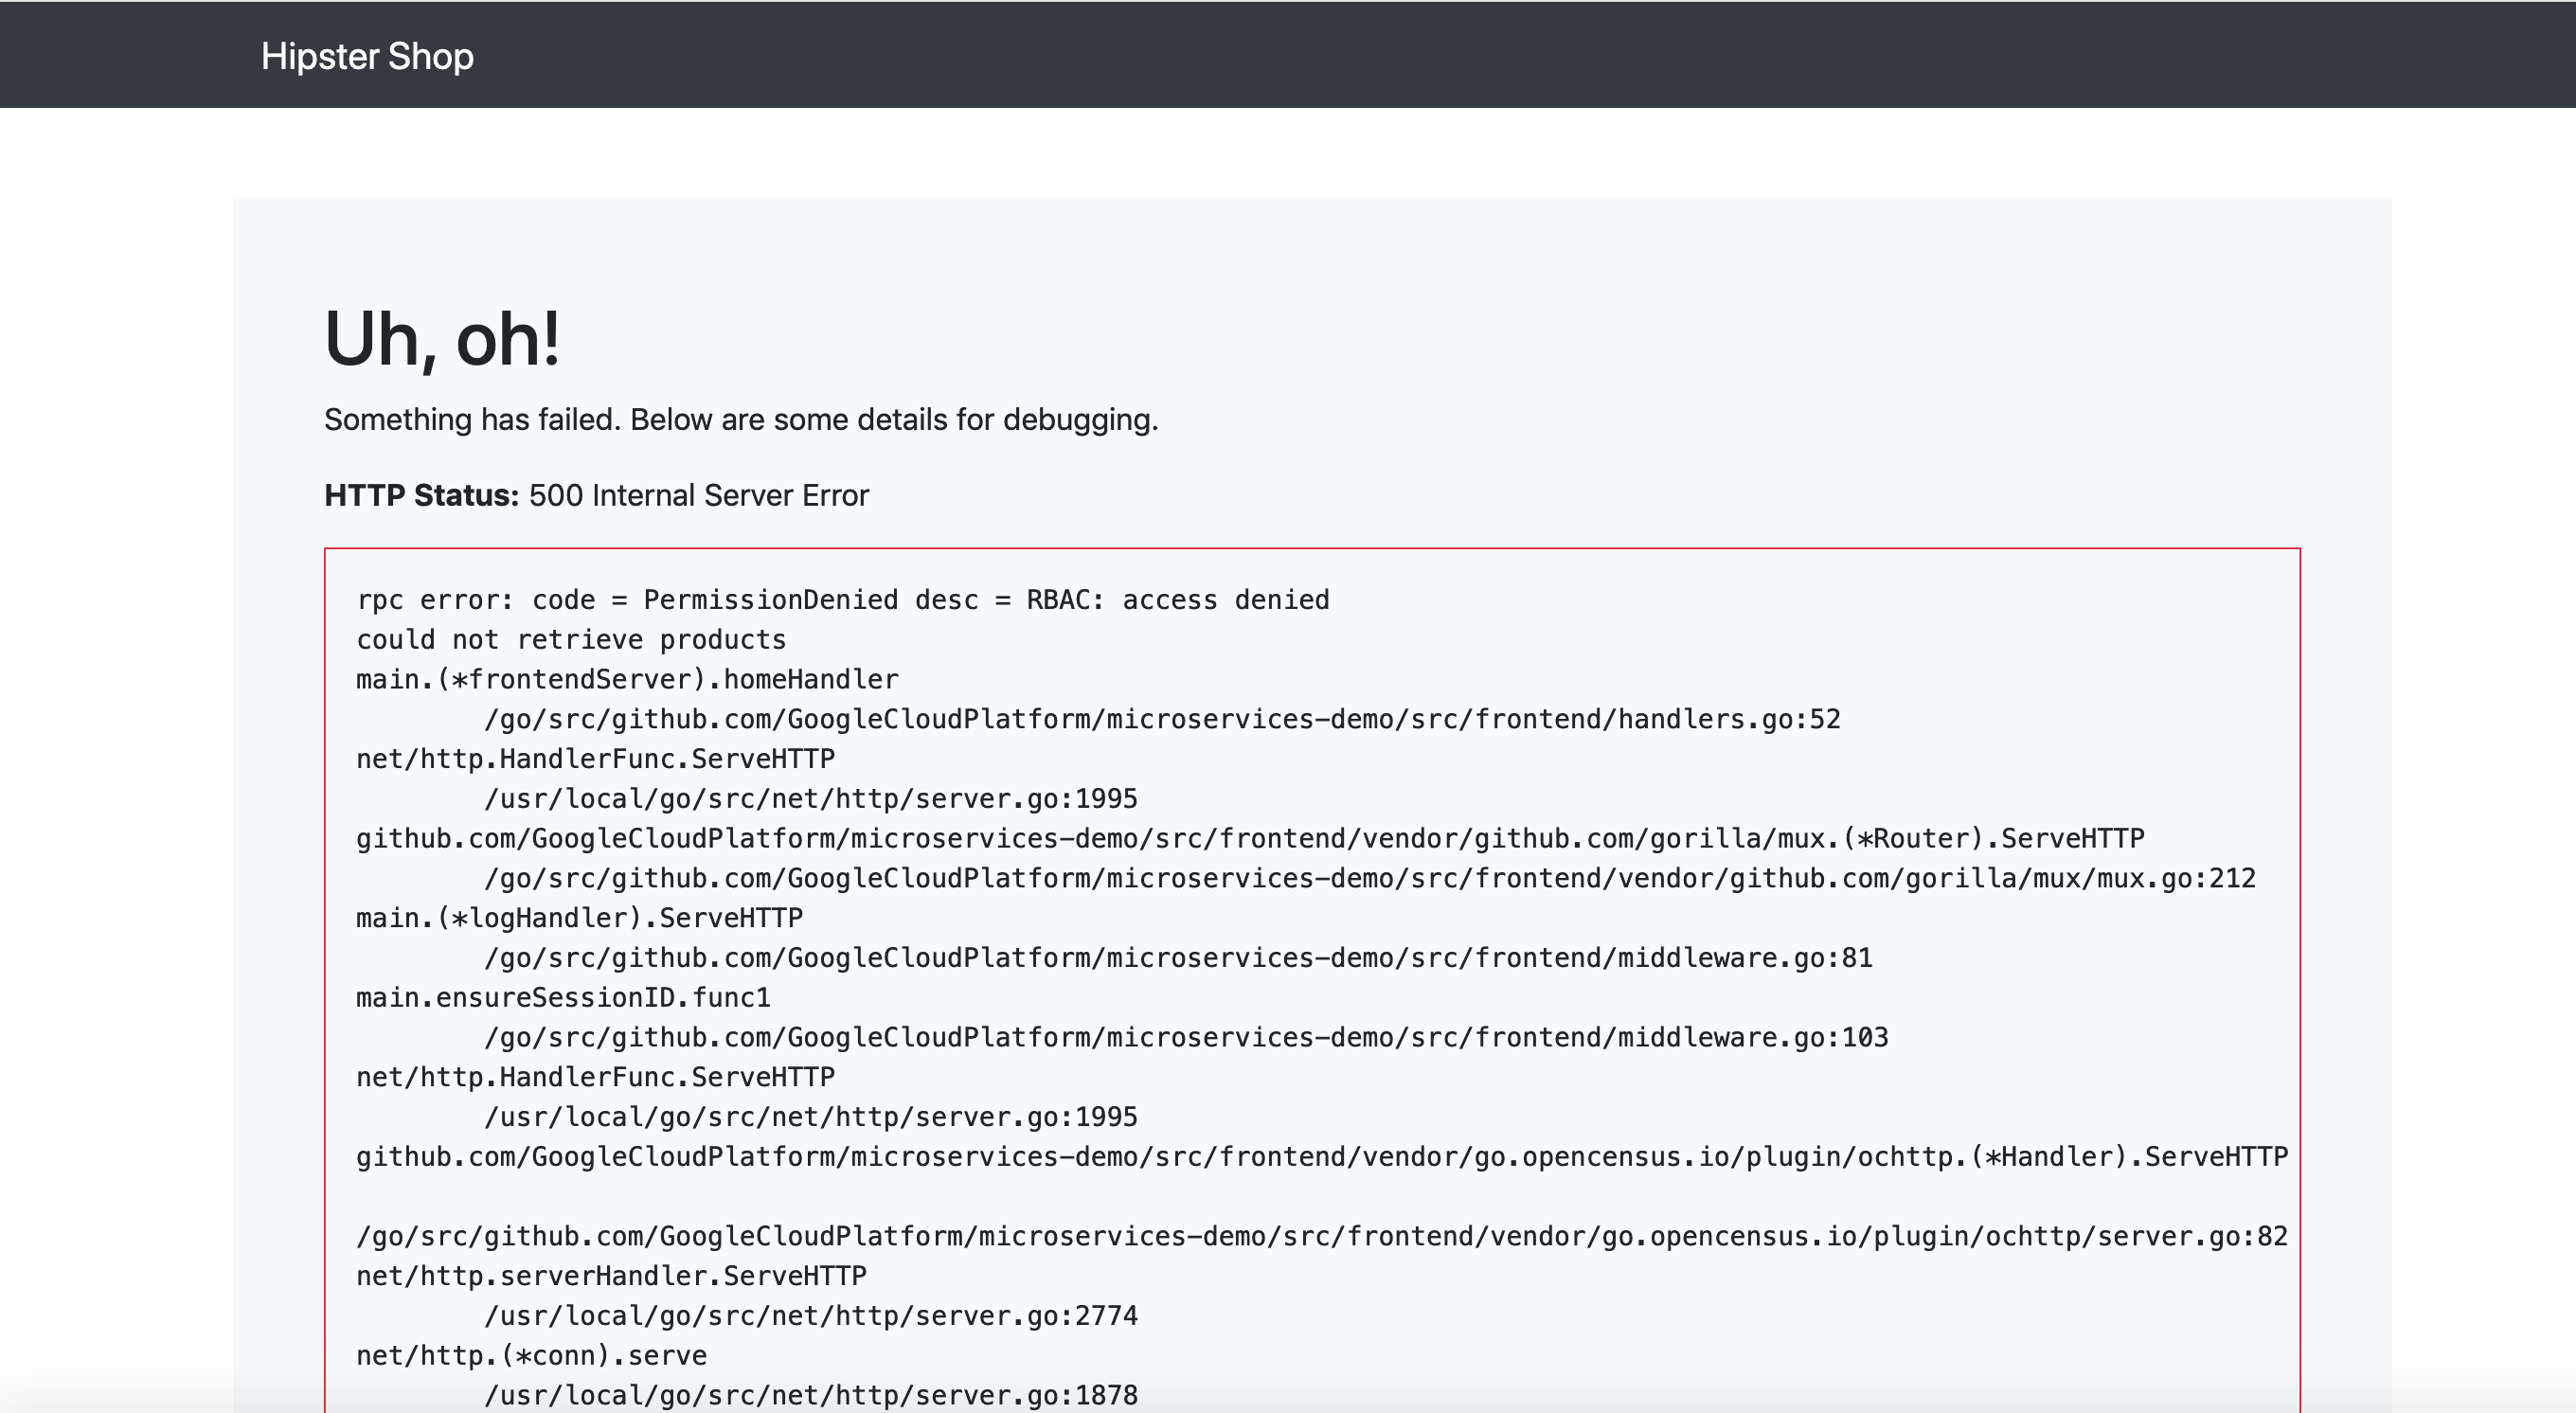 Hipster Shop
Uh, oh!
Something has failed. Below are some details for debugging.
HTTP Status: 500 Internal Server Error
rpc error: code = PermissionDenied desc = RBAC: access denied
could not retrieve products
main.(*frontendServer).homeHandler
/go/src/github.com/GoogleCloudPlatform/microservices-demo/src/frontend/handlers.go:52
net/http.HandlerFunc.ServeHTTP
/usr/local/go/src/net/http/server.go:1995
github.com/GoogleCloudPlatform/microservices-demo/src/frontend/vendor/github.com/gorilla/mux.(*Router).ServeHTTP
/go/src/github.com/GoogleCloudPlatform/microservices-demo/src/frontend/vendor/github.com/gorilla/mux/mux.go:212
main.(*logHandler).ServeHTTP
/go/src/github.com/GoogleCloudPlatform/microservices-demo/src/frontend/middleware.go:81
main.ensureSessionID.func1
/go/src/github.com/GoogleCloudPlatform/microservices-demo/src/frontend/middleware.go:103
net/http.HandlerFunc.ServeHTTP
/usr/local/go/src/net/http/server.go:1995
github.com/GoogleCloudPlatform/microservices-demo/src/frontend/vendor/go.opencensus.io/plugin/ochttp.(*Handler).ServeHTTP
/go/src/github.com/GoogleCloudPlatform/microservices-demo/src/frontend/vendor/go.opencensus.io/plugin/ochttp/server.go:82
net/http.serverHandler.ServeHTTP
/usr/local/go/src/net/http/server.go:2774
net/http.(*conn).serve
/usr/local/go/src/net/http/server.go:1878